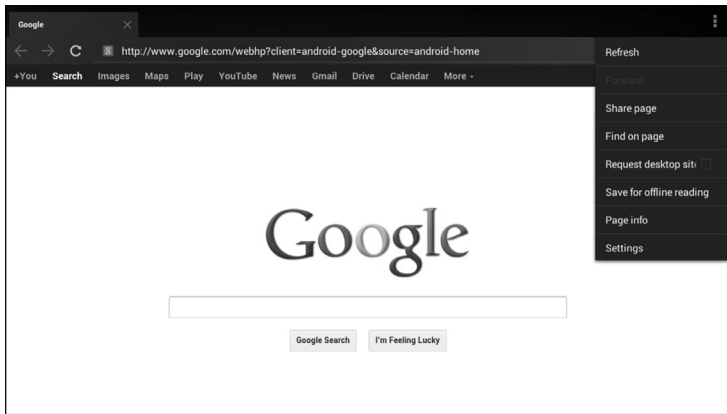 Google
http://www.google.com/webhp?client=android-google&source=android-home
+You Search Images Maps Play YouTube News Gmail Drive Calendar More
Refresh
Forward
Share page
Find on page
Request desktop sit
Save for offline reading
Page info
Settings
Google
Google Search I'm Feeling Lucky